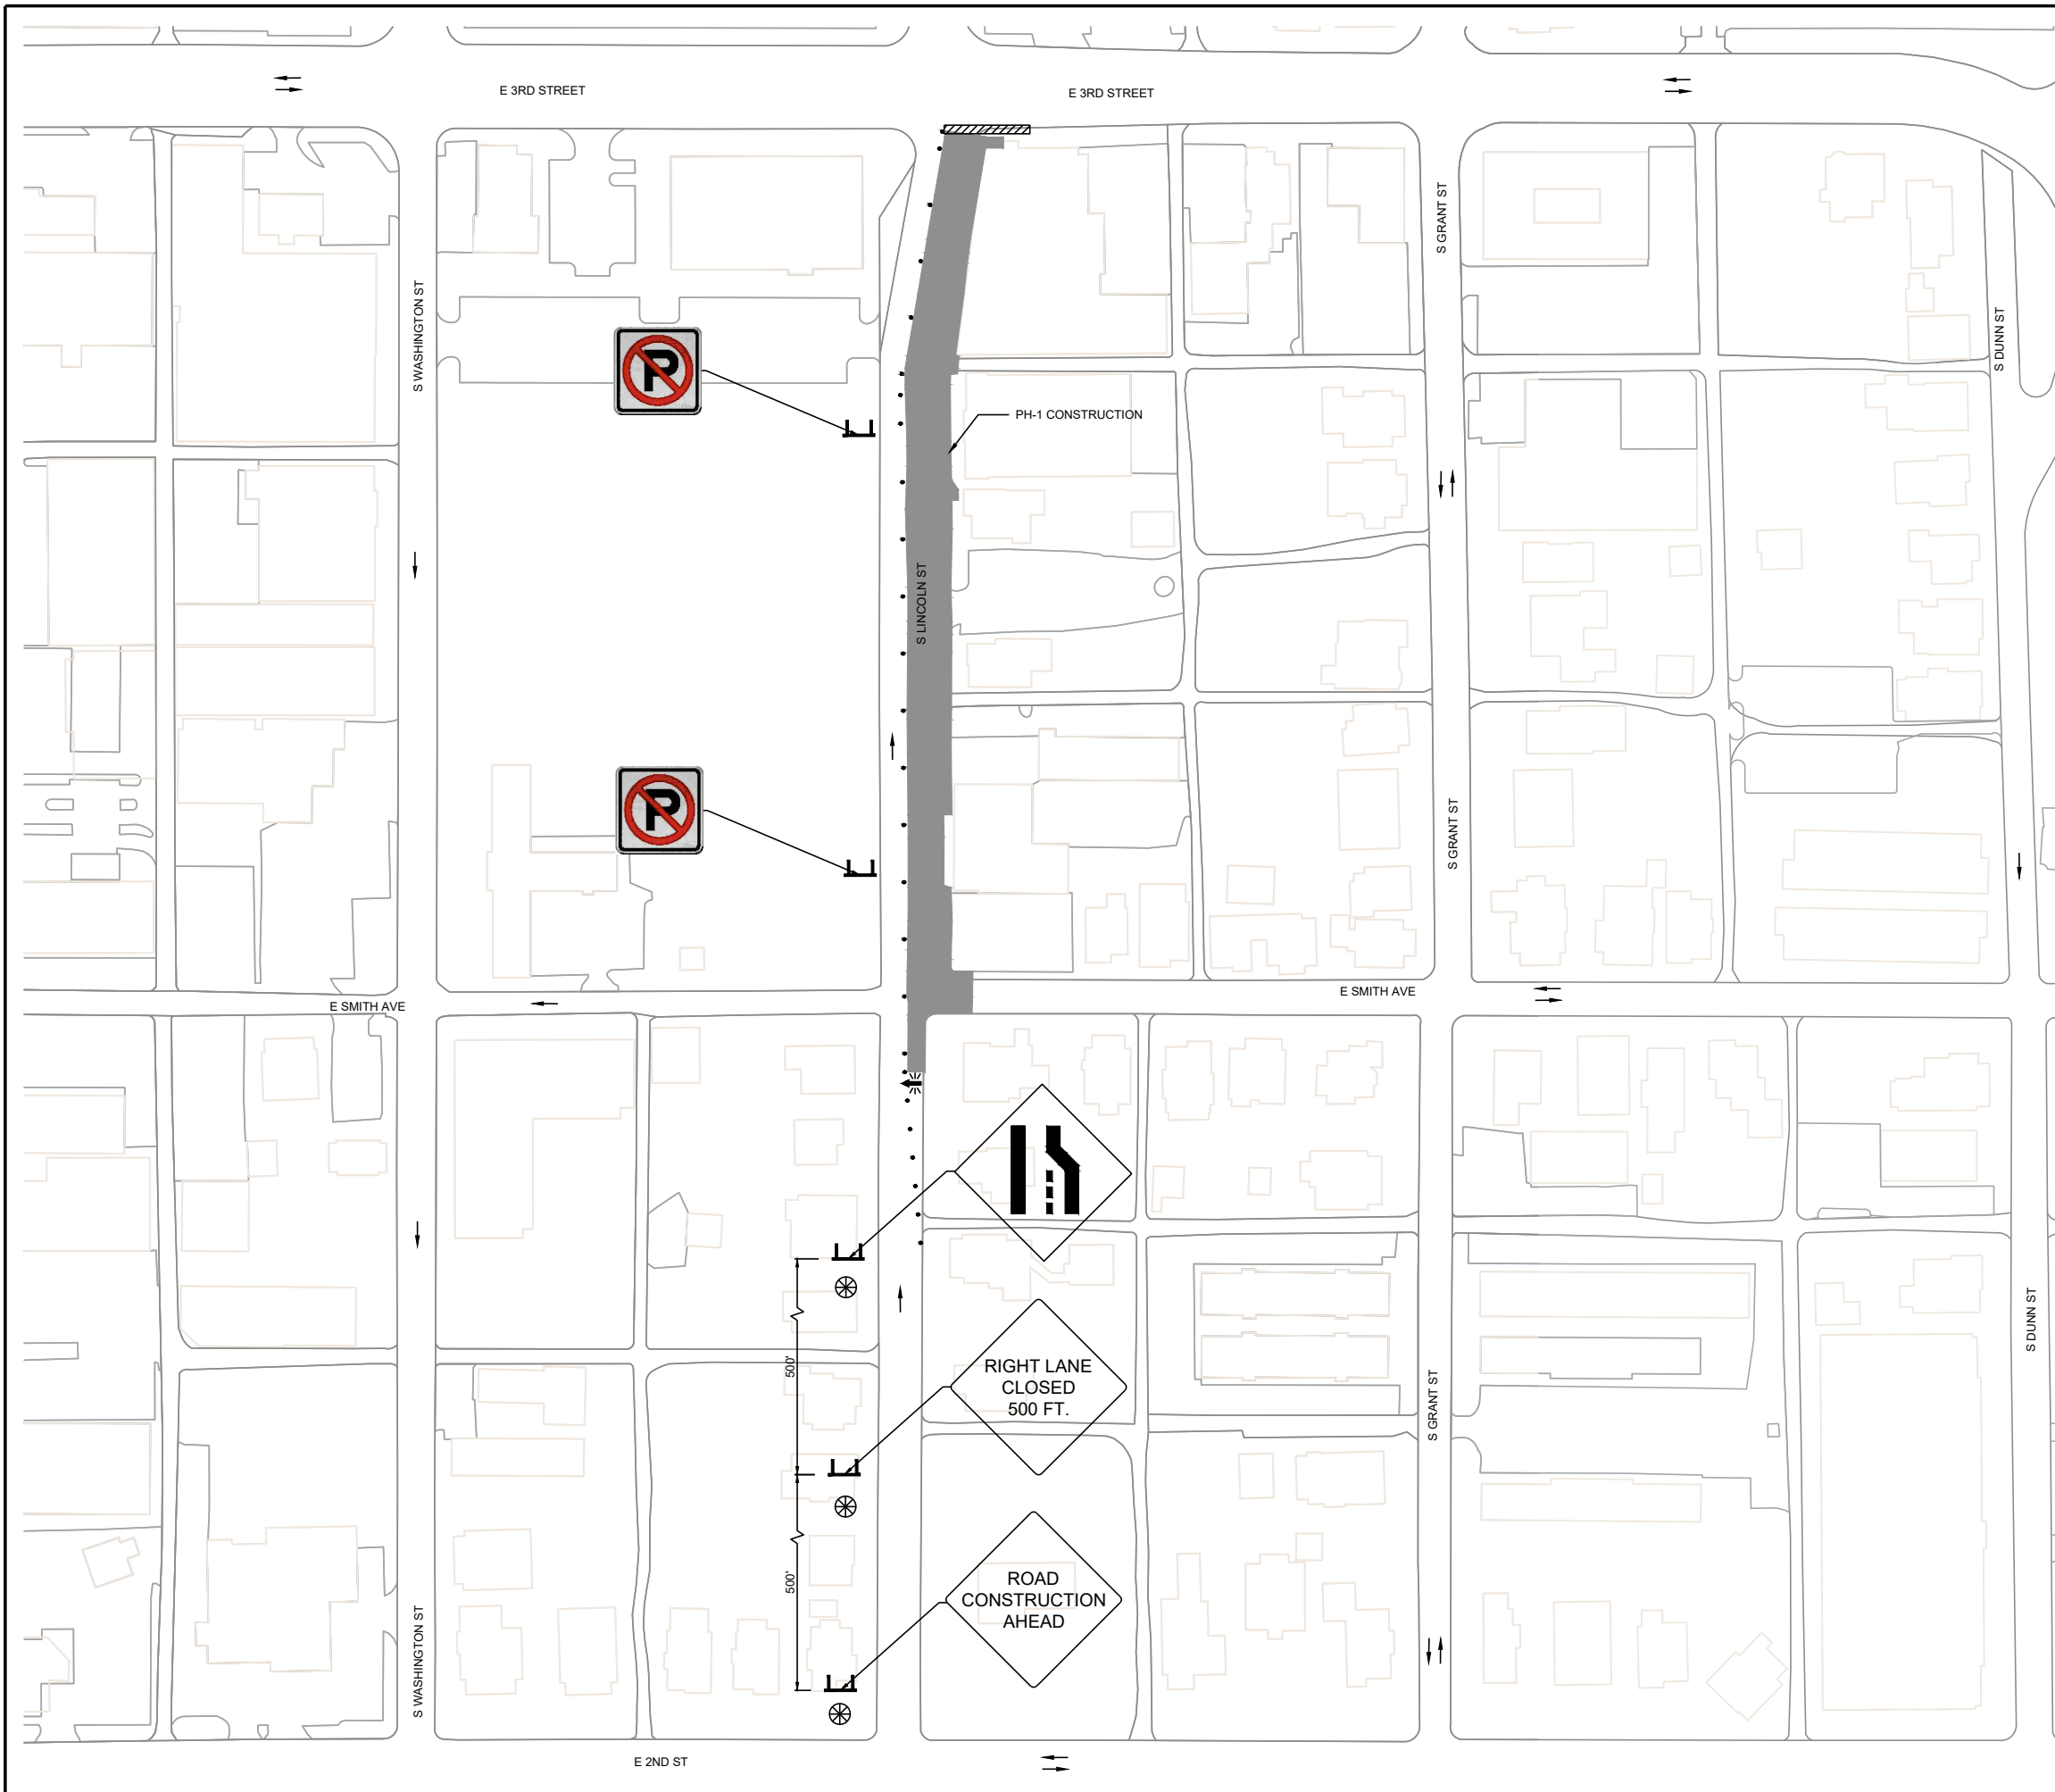 E 3RD STREET
E 3RD STREET
S WASHINGTON ST
S GRANT ST
S DUNN ST
P
PH-1 CONSTRUCTION
S LINCOLN ST
P
S GRANT ST
E SMITH AVE
E SMITH AVE
500'
RIGHT LANE
CLOSED
500 FT.
S GRANT ST
S DUNN ST
500'
ROAD
CONSTRUCTION
AHEAD
S WASHINGTON ST
E 2ND ST